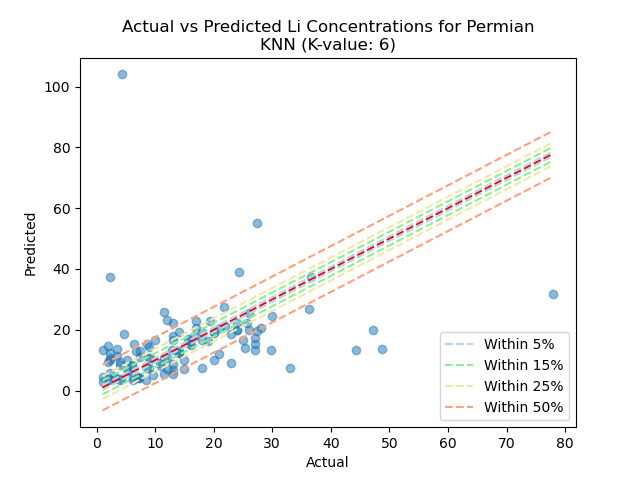 Actual vs Predicted Li Concentrations for Permian
KNN (K-value: 6)
Predicted
100
80
60
40
20
0
0 10 20 30 40 50 60 70 80
Actual
Within 5%
Within 15%
Within 25%
Within 50%